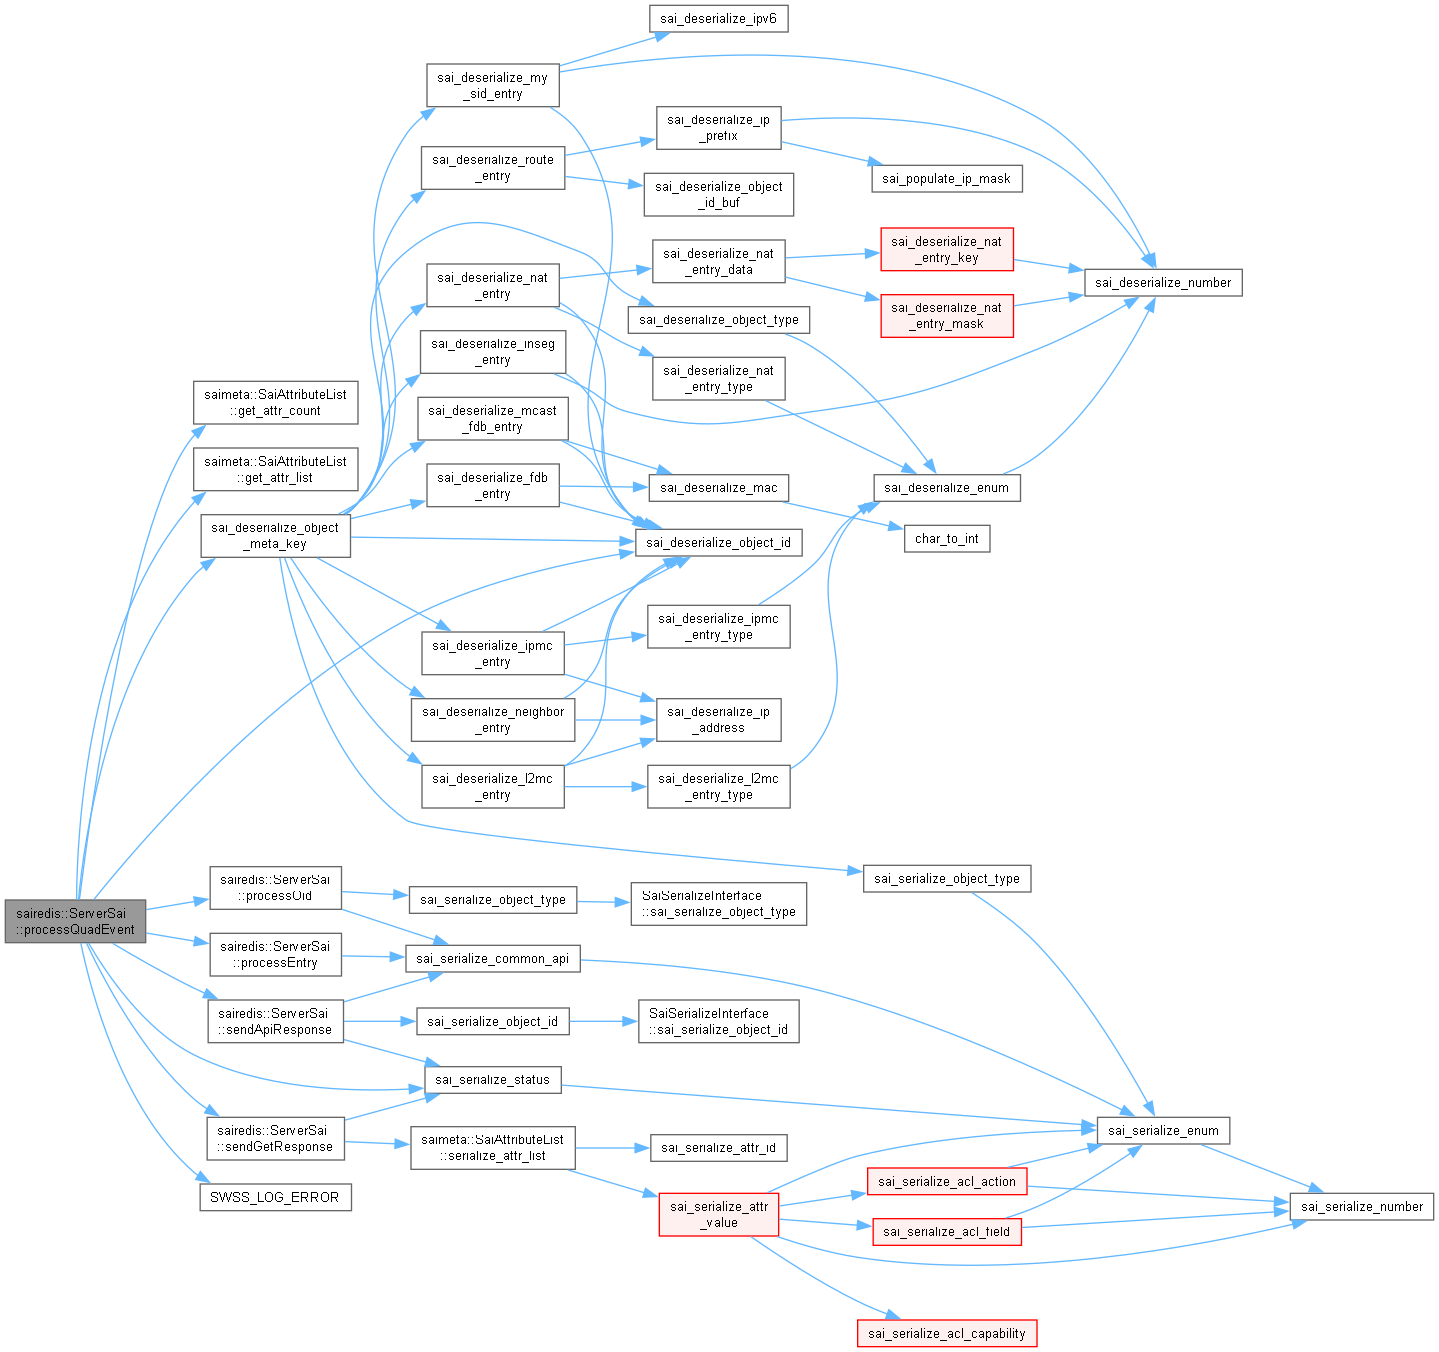 sai_deserialize_ipv6
sai_deserialize_my
_sid_entry
sai_deserialize_ip
_prefix
sai_deserialize_route
_entry
sai_populate_ip_mask
sai_deserialize_object
_id_buf
sai_deserialize_nat
_entry_key
sai_deserialize_nat
_entry_data
sai_deserialize_nat
_entry
sai_deserialize_number
sai_deserialize_nat
_entry_mask
sai_deserialize_object_type
sai_deserialize_inseg
_entry
sai_deserialize_nat
_entry_type
saimeta::SaiAttributeList
::get_attr_count
sai_deserialize_mcast
_fdb_entry
saimeta::SaiAttributeList
::get_attr_list
sai_deserialize_fdb
_entry
sai_deserialize_mac
sai_deserialize_enum
sai_deserialize_object
_meta_key
char_to_int
sai_deserialize_object_id
sai_deserialize_ipmc
_entry_type
sai_deserialize_ipmc
_entry
sai_deserialize_neighbor
_entry
sai_deserialize_ip
_address
sai_deserialize_l2mc
_entry
sai_deserialize_l2mc
_entry_type
sai_serialize_object_type
sairedis::ServerSai
::processOid
sai_serialize_object_type
SaiSerializeInterface
::sai_serialize_object_type
sairedis::ServerSai
::processQuadEvent
sairedis::ServerSai
::processEntry
sai_serialize_common_api
sairedis::ServerSai
::sendApiResponse
sai_serialize_object_id
SaiSerializeInterface
::sai_serialize_object_id
sai_serialize_status
sairedis::ServerSai
::sendGetResponse
saimeta::SaiAttributeList
::serialize_attr_list
sai_serialize_attr_id
sai_serialize_enum
sai_serialize_acl_action
SWSS_LOG_ERROR
sai_serialize_attr
_value
sai_serialize_number
sai_serialize_acl_field
sai_serialize_acl_capability